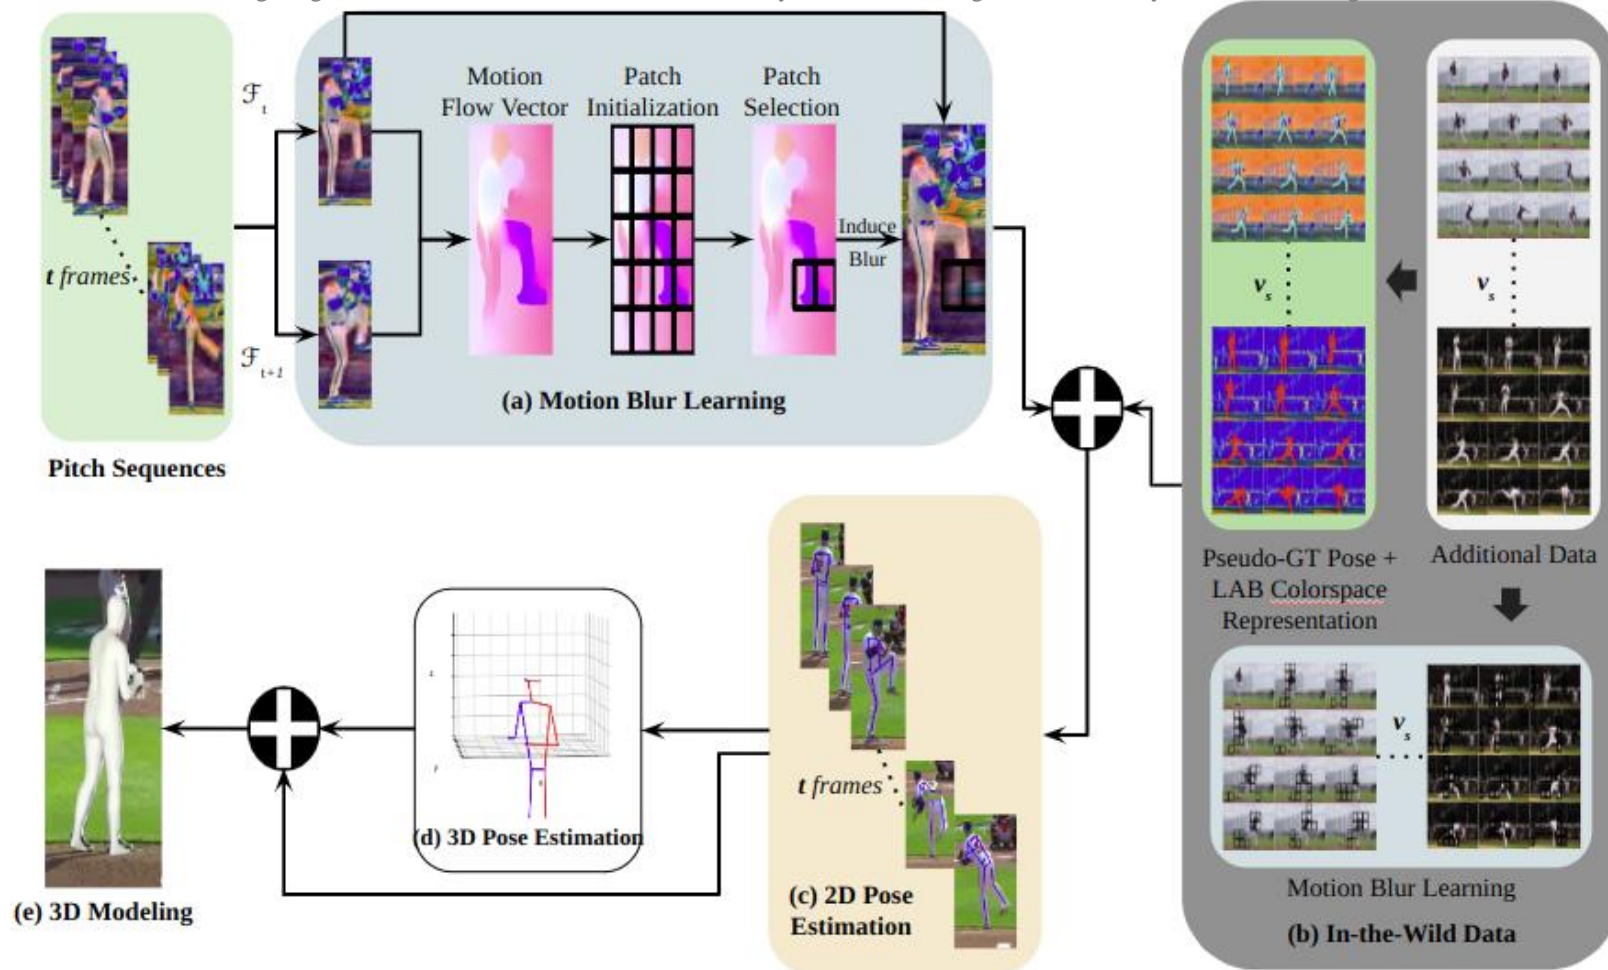 ℱ t
Motion
Flow Vector
Patch
Initialization
Patch
Selection
Induce
Blur
t frames
ℱ t+1
(a) Motion Blur Learning
Pitch Sequences
v s
v s
Pseudo-GT Pose +
LAB Colorspace
Representation
Additional Data
v s
Motion Blur Learning
(b) In-the-Wild Data
t frames
(c) 2D Pose
Estimation
(d) 3D Pose Estimation
(e) 3D Modeling